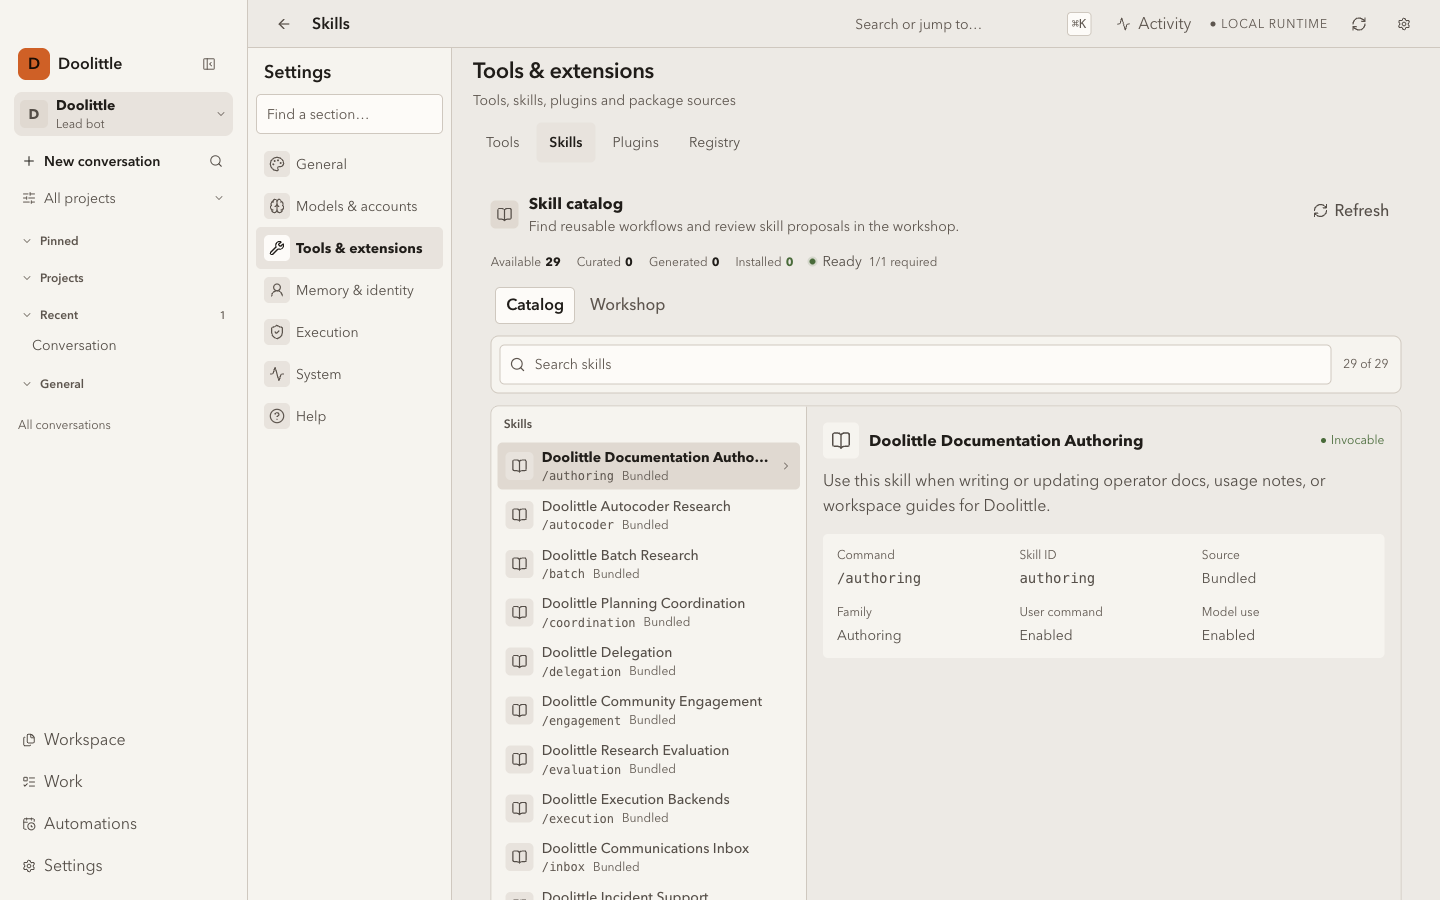 D Doolittle
D Doolittle
Lead bot
New conversation
All projects
Pinned
Projects
Recent 1
Conversation
General
All conversations
Workspace
Work
Automations
Settings
Skills
Search or jump to…
⌘K
Activity
LOCAL RUNTIME
Settings
Find a section…
General
Models & accounts
Tools & extensions
Memory & identity
Execution
System
Help
Tools & extensions
Tools, skills, plugins and package sources
Tools Skills Plugins Registry
Skill catalog
Find reusable workflows and review skill proposals in the workshop.
Refresh
Available 29 Curated 0 Generated 0 Installed 0 Ready 1/1 required
Catalog Workshop
Search skills
29 of 29
Skills
Doolittle Documentation Autho…
/authoring Bundled
Doolittle Autocoder Research
/autocoder Bundled
Doolittle Batch Research
/batch Bundled
Doolittle Planning Coordination
/coordination Bundled
Doolittle Delegation
/delegation Bundled
Doolittle Community Engagement
/engagement Bundled
Doolittle Research Evaluation
/evaluation Bundled
Doolittle Execution Backends
/execution Bundled
Doolittle Communications Inbox
/inbox Bundled
Doolittle Incident Support
Doolittle Documentation Authoring
Invocable
Use this skill when writing or updating operator docs, usage notes, or
workspace guides for Doolittle.
Command Skill ID Source
/authoring authoring Bundled
Family User command Model use
Authoring Enabled Enabled